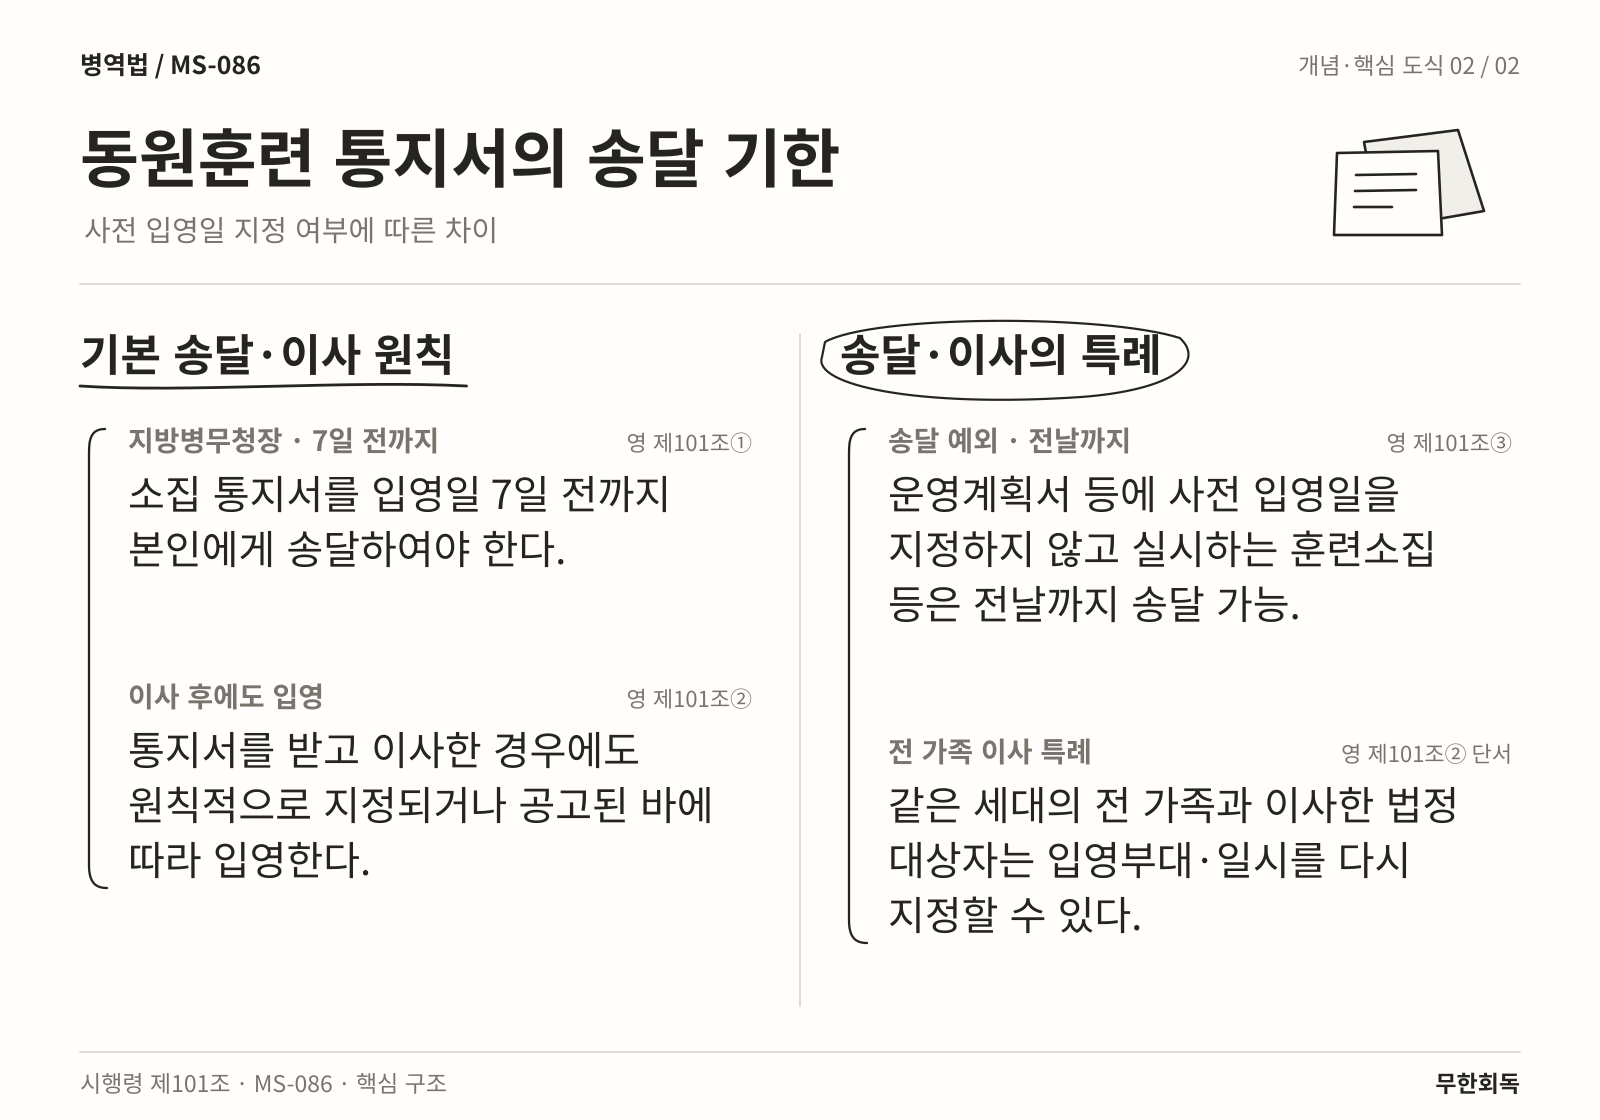 병역법 / MS-086
개념·핵심 도식 02 / 02
동원훈련 통지서의 송달 기한
사전 입영일 지정 여부에 따른 차이
기본 송달·이사 원칙
지방병무청장 · 7일 전까지
영 제101조①
소집 통지서를 입영일 7일 전까지
본인에게 송달하여야 한다.
이사 후에도 입영
영 제101조②
통지서를 받고 이사한 경우에도
원칙적으로 지정되거나 공고된 바에
따라 입영한다.
송달·이사의 특례
송달 예외 · 전날까지
영 제101조③
운영계획서 등에 사전 입영일을
지정하지 않고 실시하는 훈련소집
등은 전날까지 송달 가능.
전 가족 이사 특례
영 제101조② 단서
같은 세대의 전 가족과 이사한 법정
대상자는 입영부대·일시를 다시
지정할 수 있다.
시행령 제101조 · MS-086 · 핵심 구조
무한회독